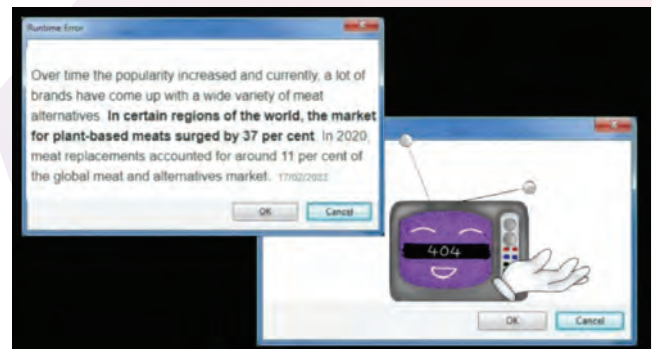 Runtime Error
Over time the popularity increased and currently, a lot of
brands have come up with a wide variety of meat
alternatives. In certain regions of the world, the market
for plant-based meats surged by 37 per cent. In 2020,
meat replacements accounted for around 11 per cent of
the global meat and alternatives market. 17/02/2022
OK Cancel
404
OK Cancel